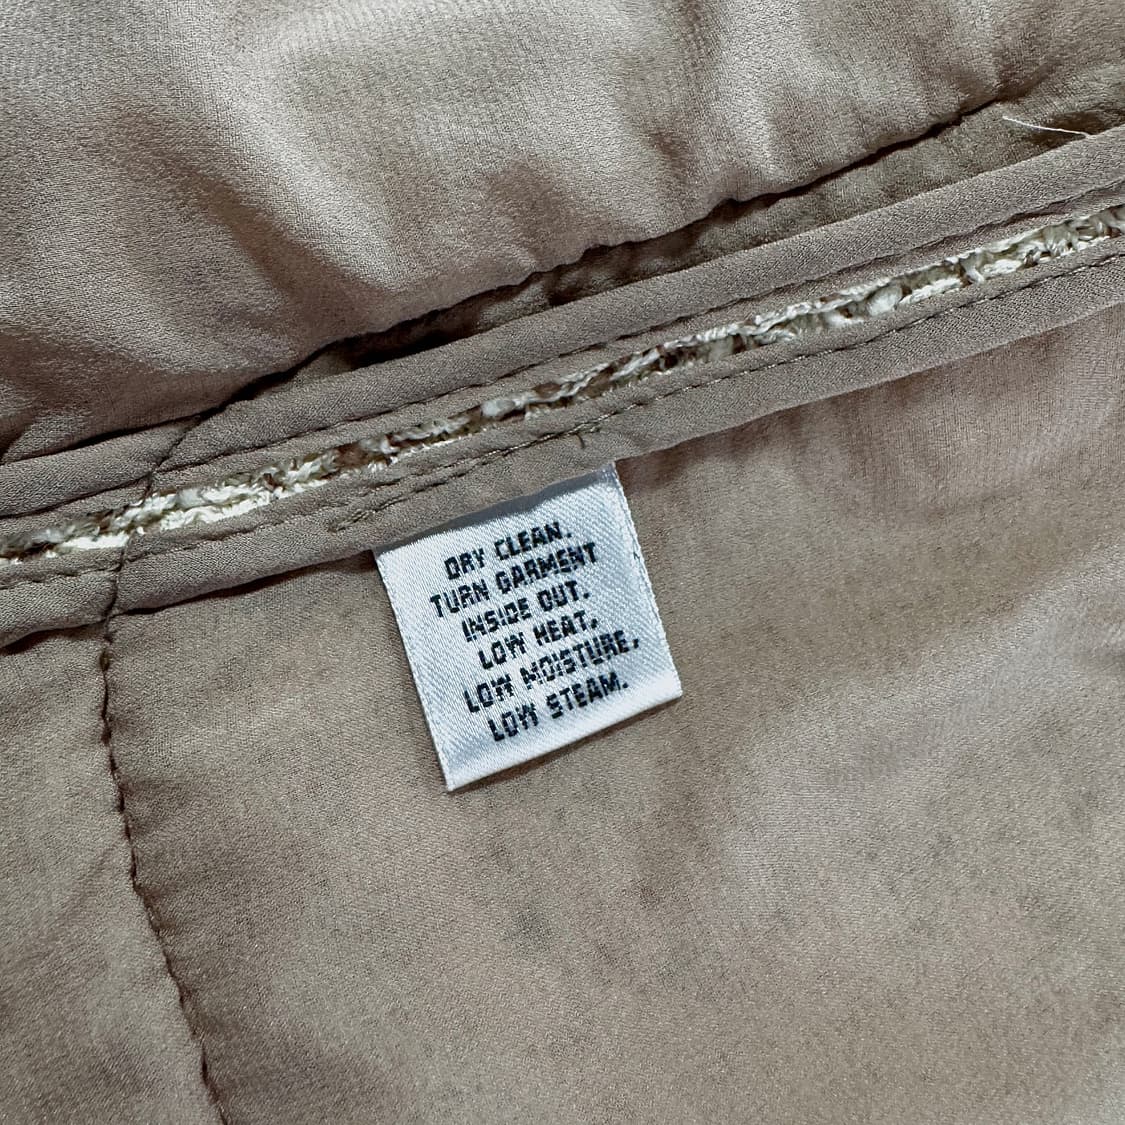 DRY CLEAN.
TURN GARMENT
INSIDE OUT.
LOW HEAT.
LOW MOISTURE,
LOW STEAM.